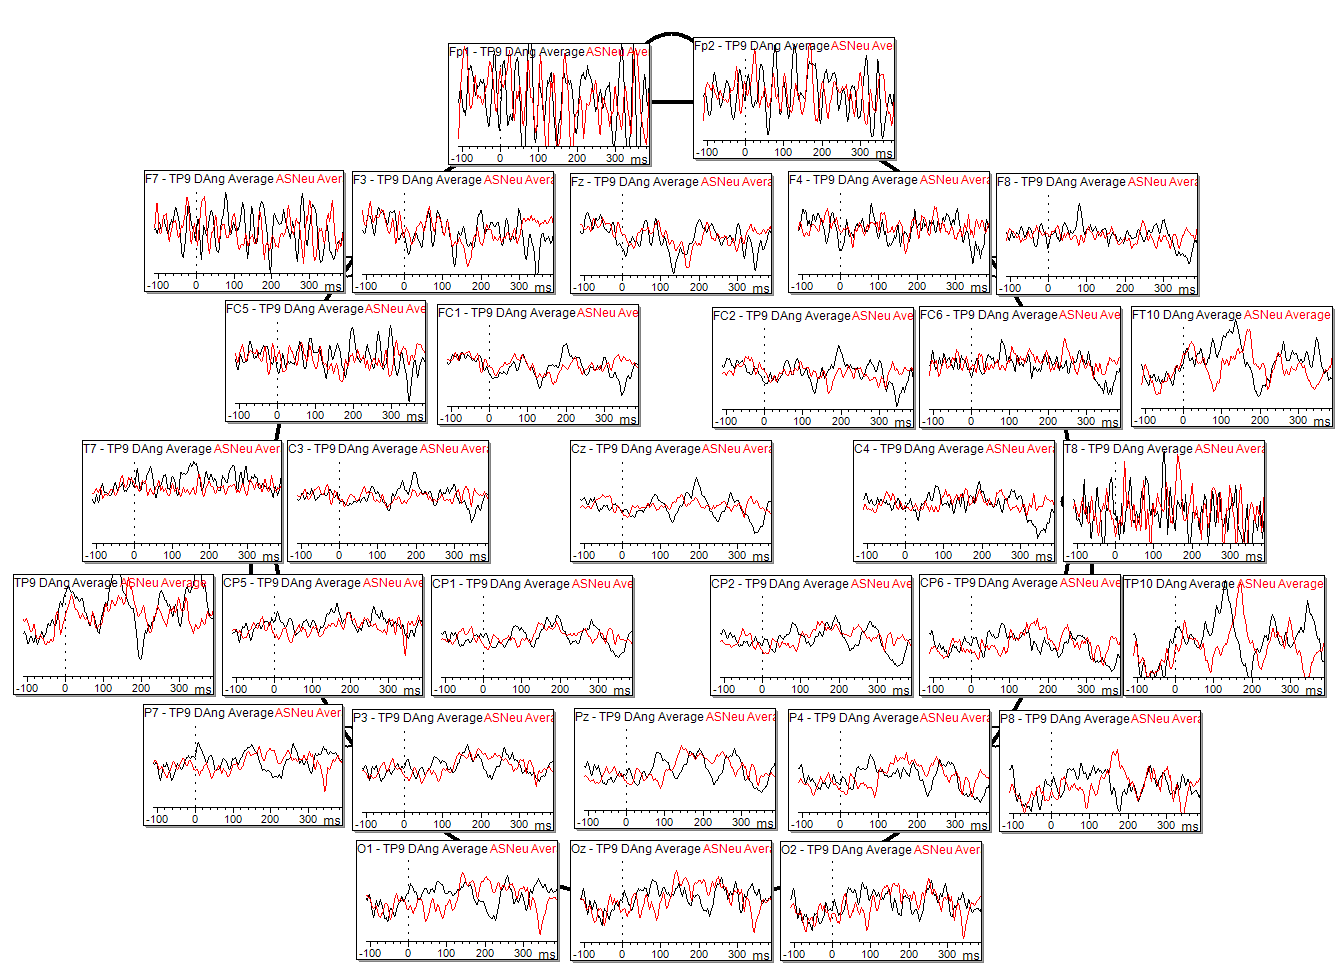 Fp1 - TP9 DAng Average ASNeu Ave
-100 0 100 200 300 ms
Fp2 - TP9 DAng Average ASNeu Ave
-100 0 100 200 300 ms
F7 - TP9 DAng Average ASNeu Aver
-100 0 100 200 300 ms
F3 - TP9 DAng Average ASNeu Avera
-100 0 100 200 300 ms
Fz - TP9 DAng Average ASNeu Avera
-100 0 100 200 300 ms
F4 - TP9 DAng Average ASNeu Avera
-100 0 100 200 300 ms
F8 - TP9 DAng Average ASNeu Avera
-100 0 100 200 300 ms
FC5 - TP9 DAng Average ASNeu Ave
-100 0 100 200 300 ms
FC1 - TP9 DAng Average ASNeu Ave
-100 0 100 200 300 ms
FC2 - TP9 DAng Average ASNeu Ave
-100 0 100 200 300 ms
FC6 - TP9 DAng Average ASNeu Ave
-100 0 100 200 300 ms
FT10 DAng Average ASNeu Average
-100 0 100 200 300 ms
T7 - TP9 DAng Average ASNeu Aver
-100 0 100 200 300 ms
C3 - TP9 DAng Average ASNeu Avera
-100 0 100 200 300 ms
Cz - TP9 DAng Average ASNeu Avera
-100 0 100 200 300 ms
C4 - TP9 DAng Average ASNeu Avera
-100 0 100 200 300 ms
T8 - TP9 DAng Average ASNeu Avera
-100 0 100 200 300 ms
TP9 DAng Average ASNeu Average
-100 0 100 200 300 ms
CP5 - TP9 DAng Average ASNeu Ave
-100 0 100 200 300 ms
CP1 - TP9 DAng Average ASNeu Ave
-100 0 100 200 300 ms
CP2 - TP9 DAng Average ASNeu Ave
-100 0 100 200 300 ms
CP6 - TP9 DAng Average ASNeu Ave
-100 0 100 200 300 ms
TP10 DAng Average ASNeu Average
-100 0 100 200 300 ms
P7 - TP9 DAng Average ASNeu Aver
-100 0 100 200 300 ms
P3 - TP9 DAng Average ASNeu Avera
-100 0 100 200 300 ms
Pz - TP9 DAng Average ASNeu Avera
-100 0 100 200 300 ms
P4 - TP9 DAng Average ASNeu Avera
-100 0 100 200 300 ms
P8 - TP9 DAng Average ASNeu Avera
-100 0 100 200 300 ms
O1 - TP9 DAng Average ASNeu Aver
-100 0 100 200 300 ms
Oz - TP9 DAng Average ASNeu Avera
-100 0 100 200 300 ms
O2 - TP9 DAng Average ASNeu Aver
-100 0 100 200 300 ms